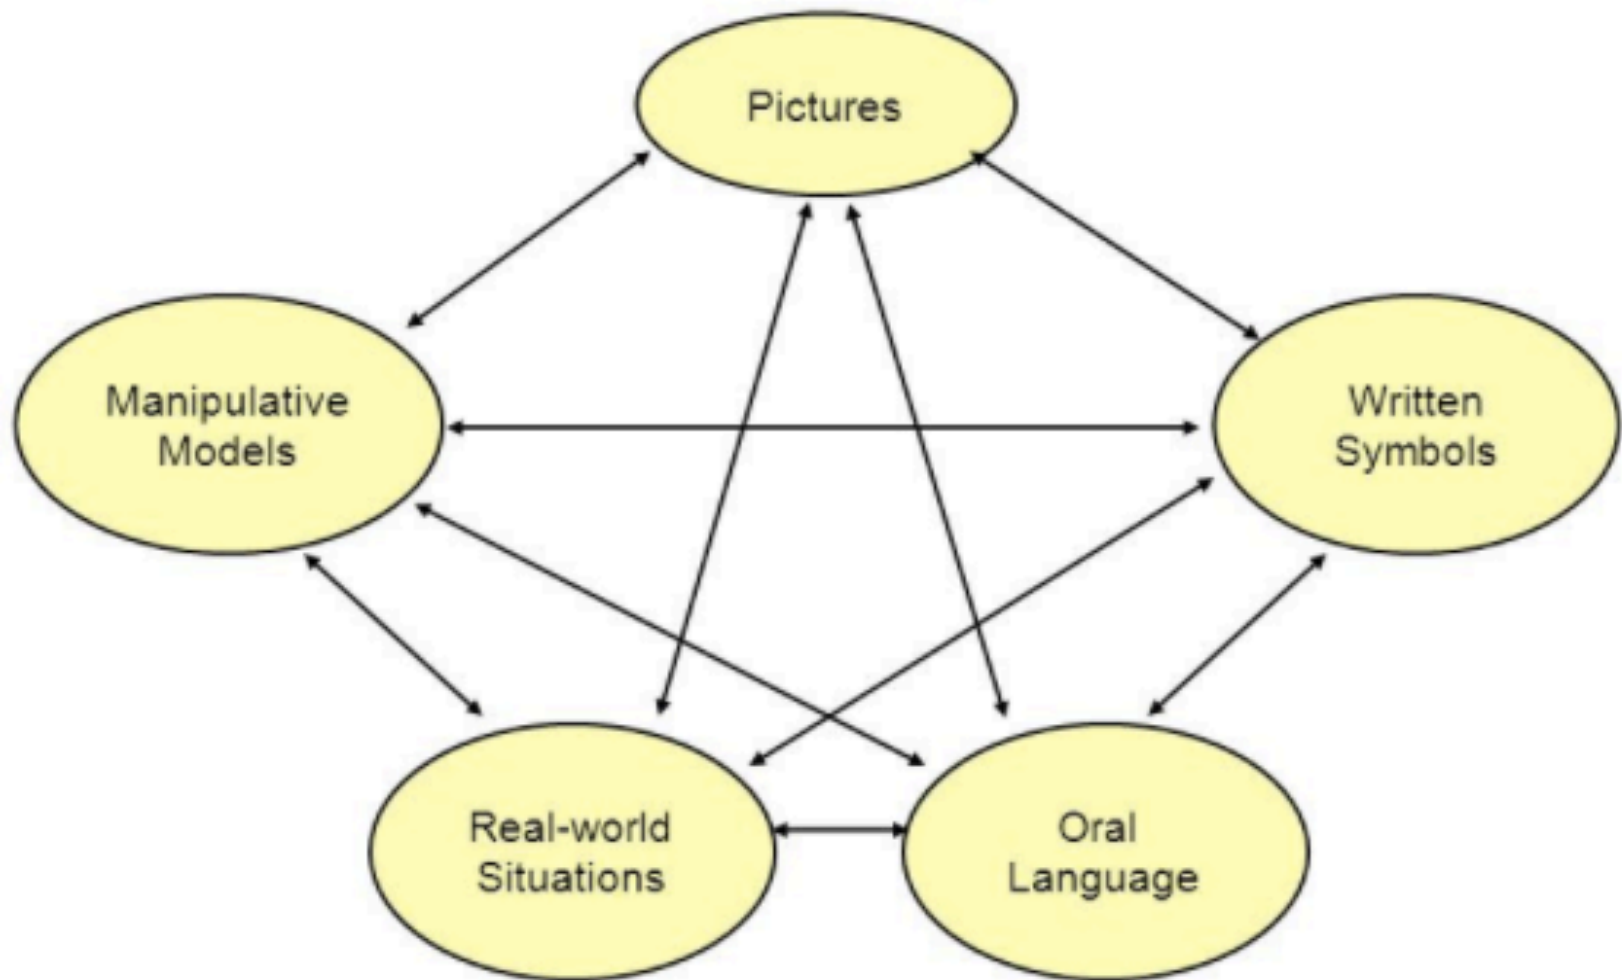 Pictures
Manipulative
Models
Written
Symbols
Real-world
Situations
Oral
Language